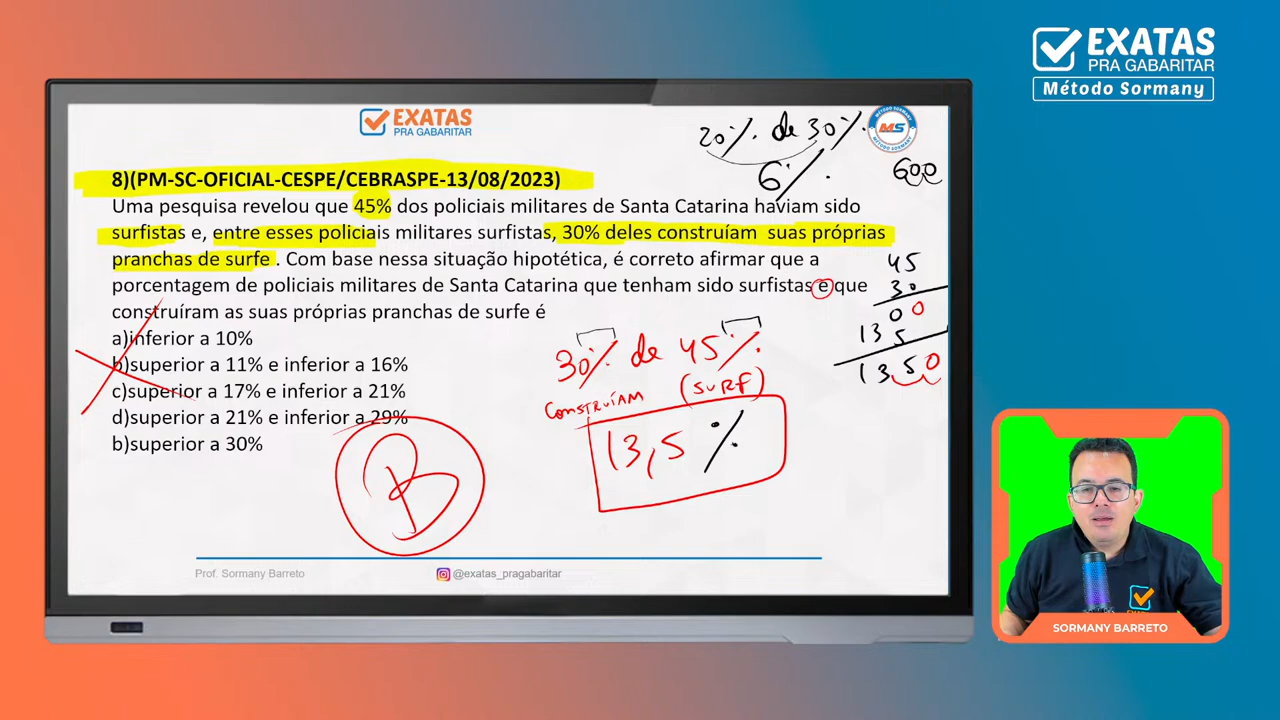 EXATAS
PRA GABARITAR
Método Sormany
EXATAS
PRA GABARITAR
MÉTODO SORMANY
MS
MÉTODO SORMANY
20% de 30%.
6%.
600
8)(PM-SC-OFICIAL-CESPE/CEBRASPE-13/08/2023)
Uma pesquisa revelou que 45% dos policiais militares de Santa Catarina haviam sido
surfistas e, entre esses policiais militares surfistas, 30% deles construíam suas próprias
pranchas de surfe . Com base nessa situação hipotética, é correto afirmar que a
porcentagem de policiais militares de Santa Catarina que tenham sido surfistas e que
construíram as suas próprias pranchas de surfe é
a)inferior a 10%
b)superior a 11% e inferior a 16%
c)superior a 17% e inferior a 21%
d)superior a 21% e inferior a 29%
b)superior a 30%
45
30
00
135
1350
30% de 45%.
CONSTRUÍAM (SURF)
13,5 %
B
Prof. Sormany Barreto
@exatas_pragabaritar
SORMANY BARRETO